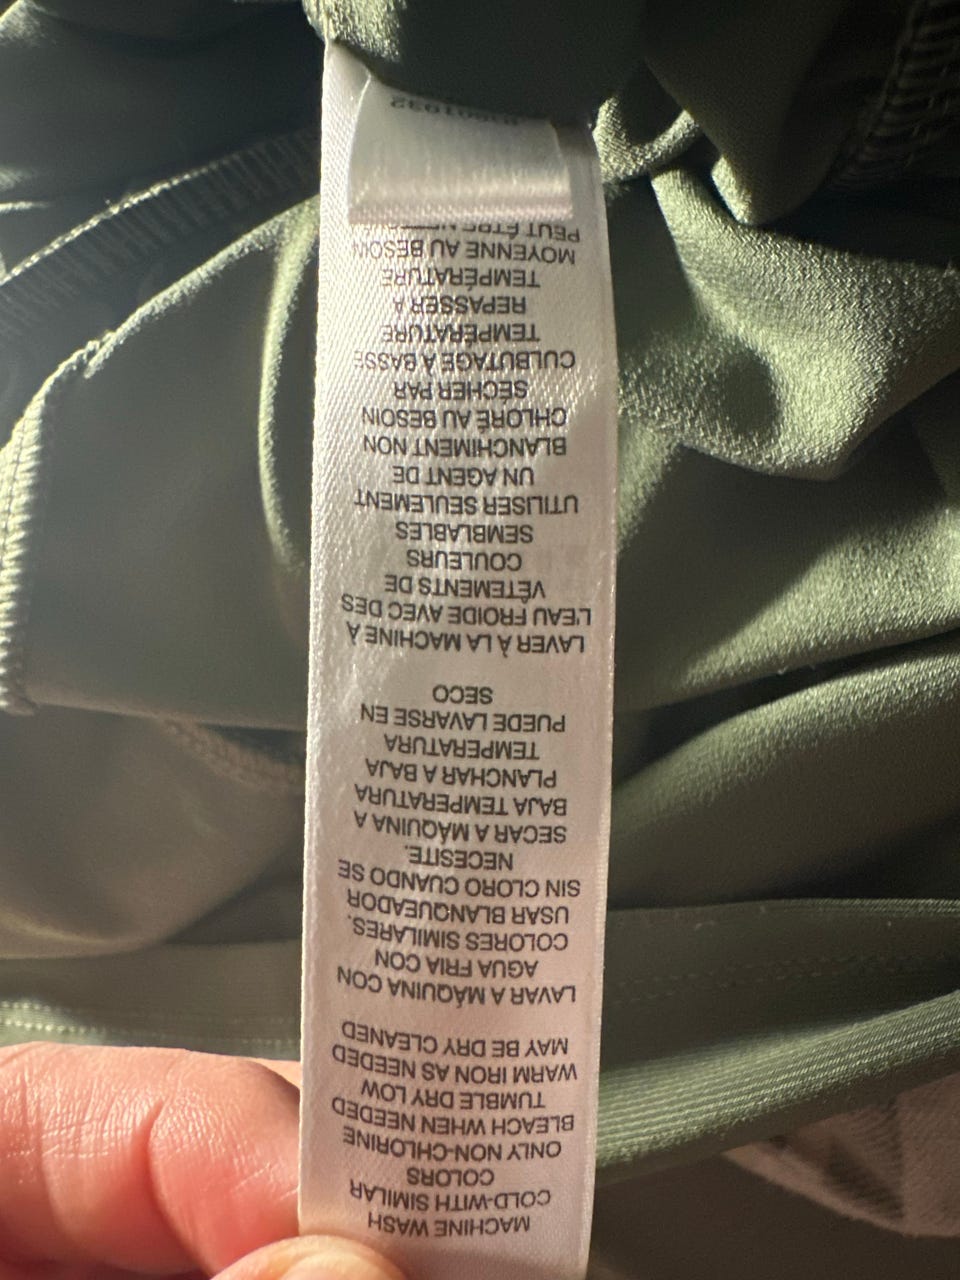 MACHINE WASH
COLD-WITH SIMILAR
COLORS
ONLY NON-CHLORINE
BLEACH WHEN NEEDED
TUMBLE DRY LOW
WARM IRON AS NEEDED
MAY BE DRY CLEANED
LAVAR A MÁQUINA CON
AGUA FRIA CON
COLORES SIMILARES.
USAR BLANQUEADOR
SIN CLORO CUANDO SE
NECESITE.
SECAR A MÁQUINA A
BAJA TEMPERATURA
PLANCHAR A BAJA
TEMPERATURA
PUEDE LAVARSE EN
SECO
LAVER À LA MACHINE À
L'EAU FROIDE AVEC DES
VÊTEMENTS DE
COULEURS
SEMBLABLES
UTILISER SEULEMENT
UN AGENT DE
BLANCHIMENT NON
CHLORÉ AU BESOIN
SÉCHER PAR
CULBUTAGE À BASSE
TEMPÉRATURE
REPASSER À
TEMPÉRATURE
MOYENNE AU BESOIN
PEUT ÊTRE